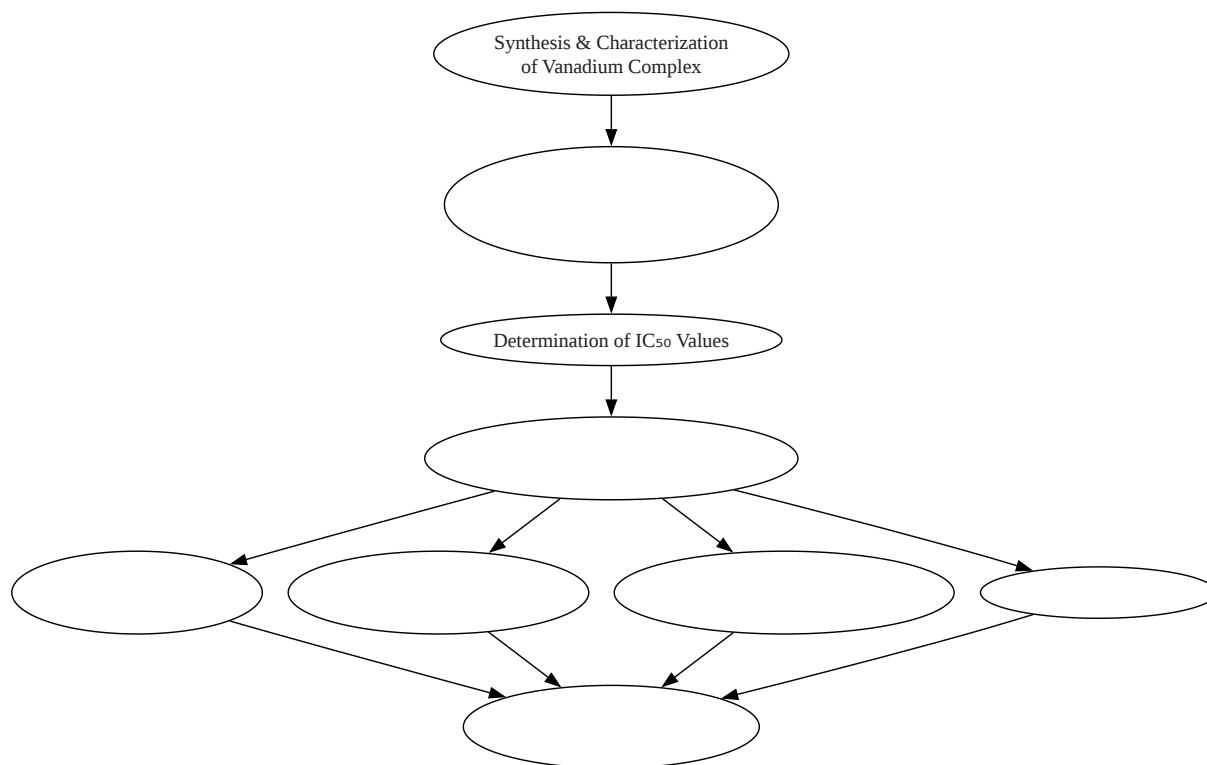 Synthesis & Characterization
of Vanadium Complex
Determination of IC₅₀ Values